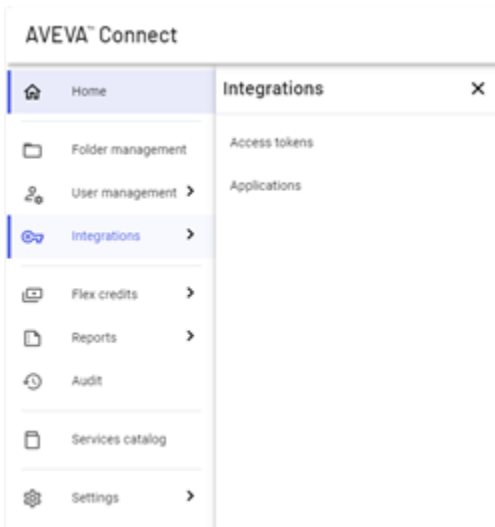 AVEVA™ Connect
Home
Folder management
User management
Integrations
Flex credits
Reports
Audit
Services catalog
Settings
Integrations
Access tokens
Applications